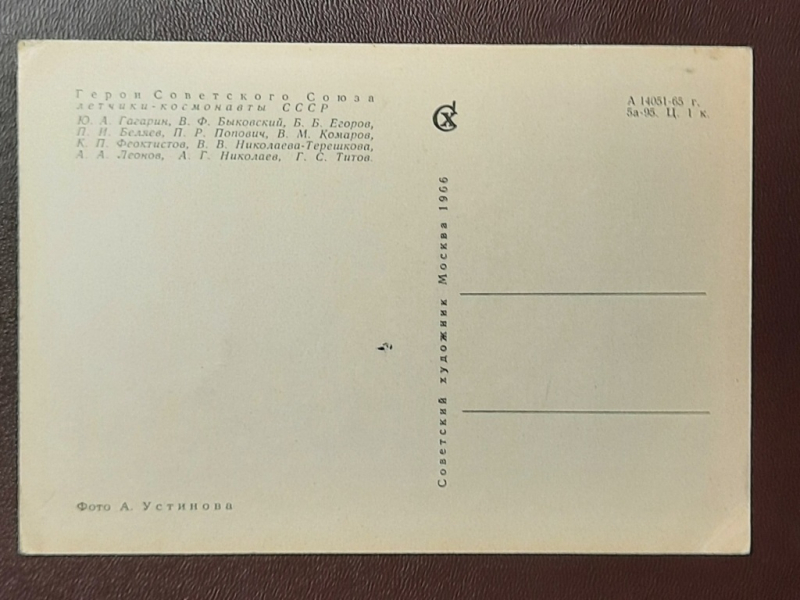 Герои Советского Союза
летчики-космонавты СССР
Ю. А. Гагарин, В. Ф. Быковский, Б. Б. Егоров,
П. И. Беляев, П. Р. Попович, В. М. Комаров,
К. П. Феоктистов, В. В. Николаева-Терешкова,
А. А. Леонов, А. Г. Николаев, Г. С. Титов.
Фото А. Устинова
СХ
Советский художник Москва 1966
А 14051-65 г.
5а-95. Ц. 1 к.